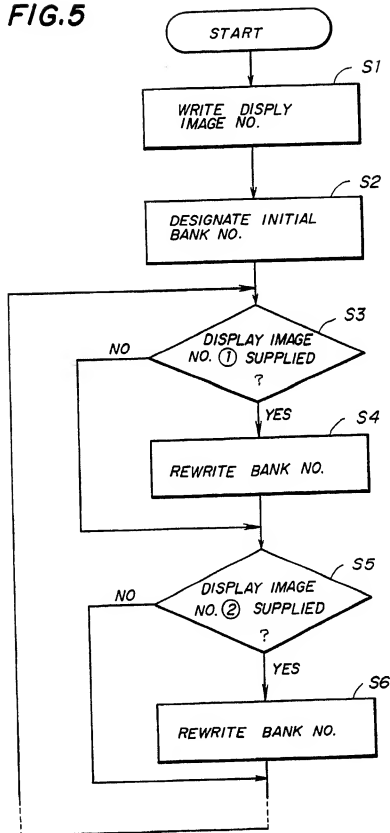 FIG.5
START
S1
WRITE DISPLY
IMAGE NO.
S2
DESIGNATE INITIAL
BANK NO.
S3
DISPLAY IMAGE
NO. ① SUPPLIED
?
NO
YES
S4
REWRITE BANK NO.
S5
DISPLAY IMAGE
NO. ② SUPPLIED
?
NO
YES
S6
REWRITE BANK NO.